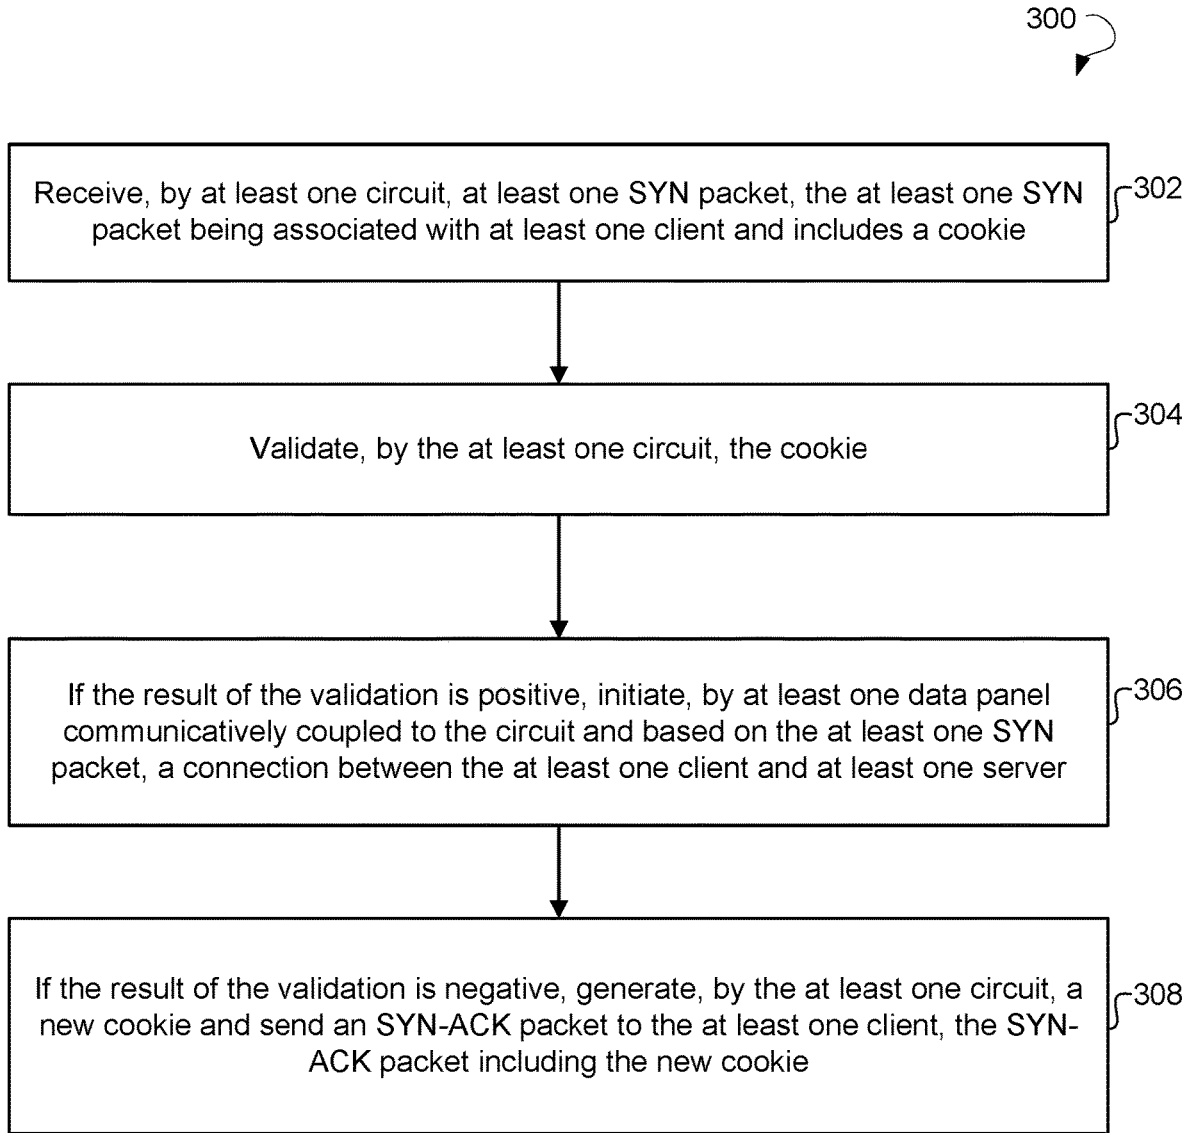 300
Receive, by at least one circuit, at least one SYN packet, the at least one SYN
packet being associated with at least one client and includes a cookie
302
Validate, by the at least one circuit, the cookie
304
If the result of the validation is positive, initiate, by at least one data panel
communicatively coupled to the circuit and based on the at least one SYN
packet, a connection between the at least one client and at least one server
306
If the result of the validation is negative, generate, by the at least one circuit, a
new cookie and send an SYN-ACK packet to the at least one client, the SYN-
ACK packet including the new cookie
308